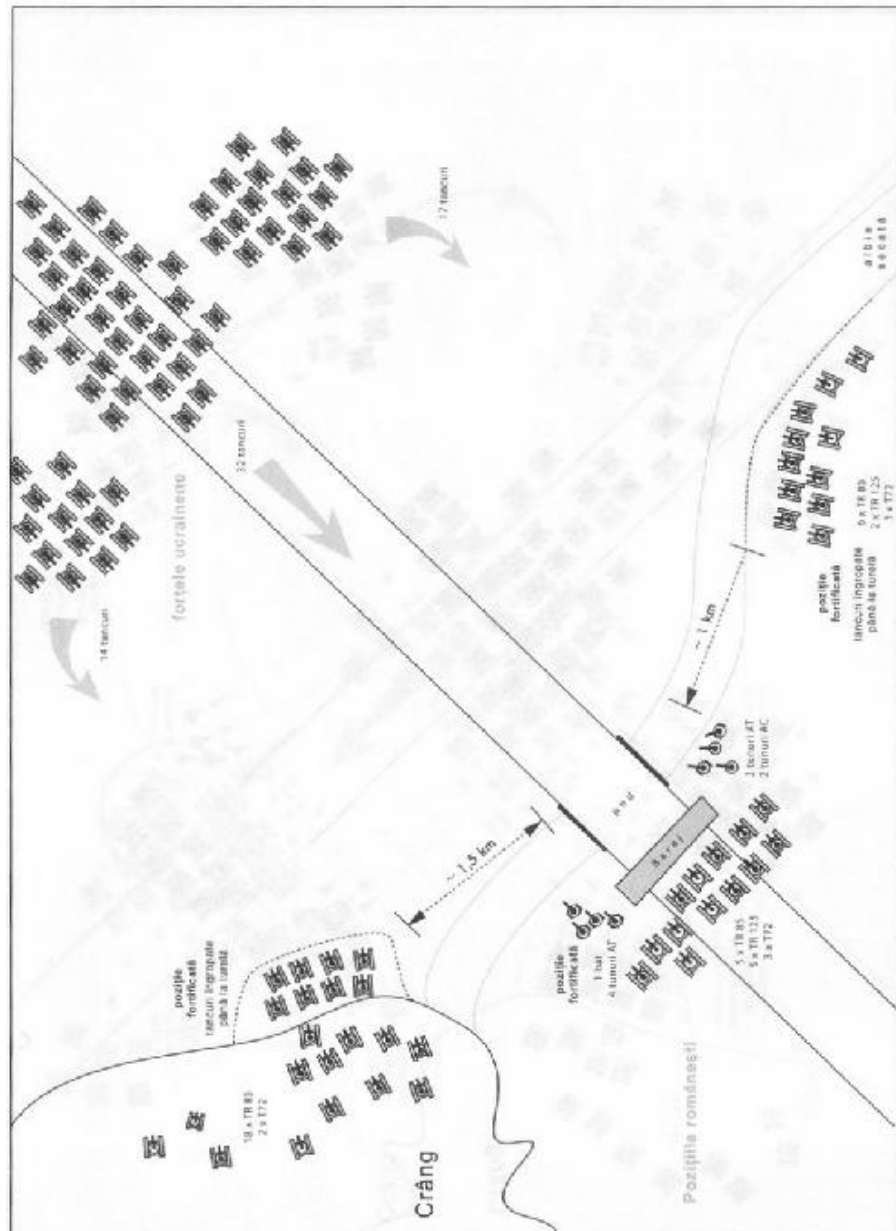 17 tancuri
32 tancuri
14 tancuri
forțele ucrainene
albie
secată
~ 1 km
poziție
fortificată
tancuri îngropate
până la turelă
6 x TR 85
2 x TR 125
~ 1,5 km
pod
Baraj
3 tunuri AT
2 tunuri AC
poziție
fortificată
1 bat
4 tunuri AT
5 x TR 85
5 x TR 125
3 x T72
poziție
fortificată
tancuri îngropate
până la turelă
18 x TR 85
2 x T72
Crâng
Pozițiile românești